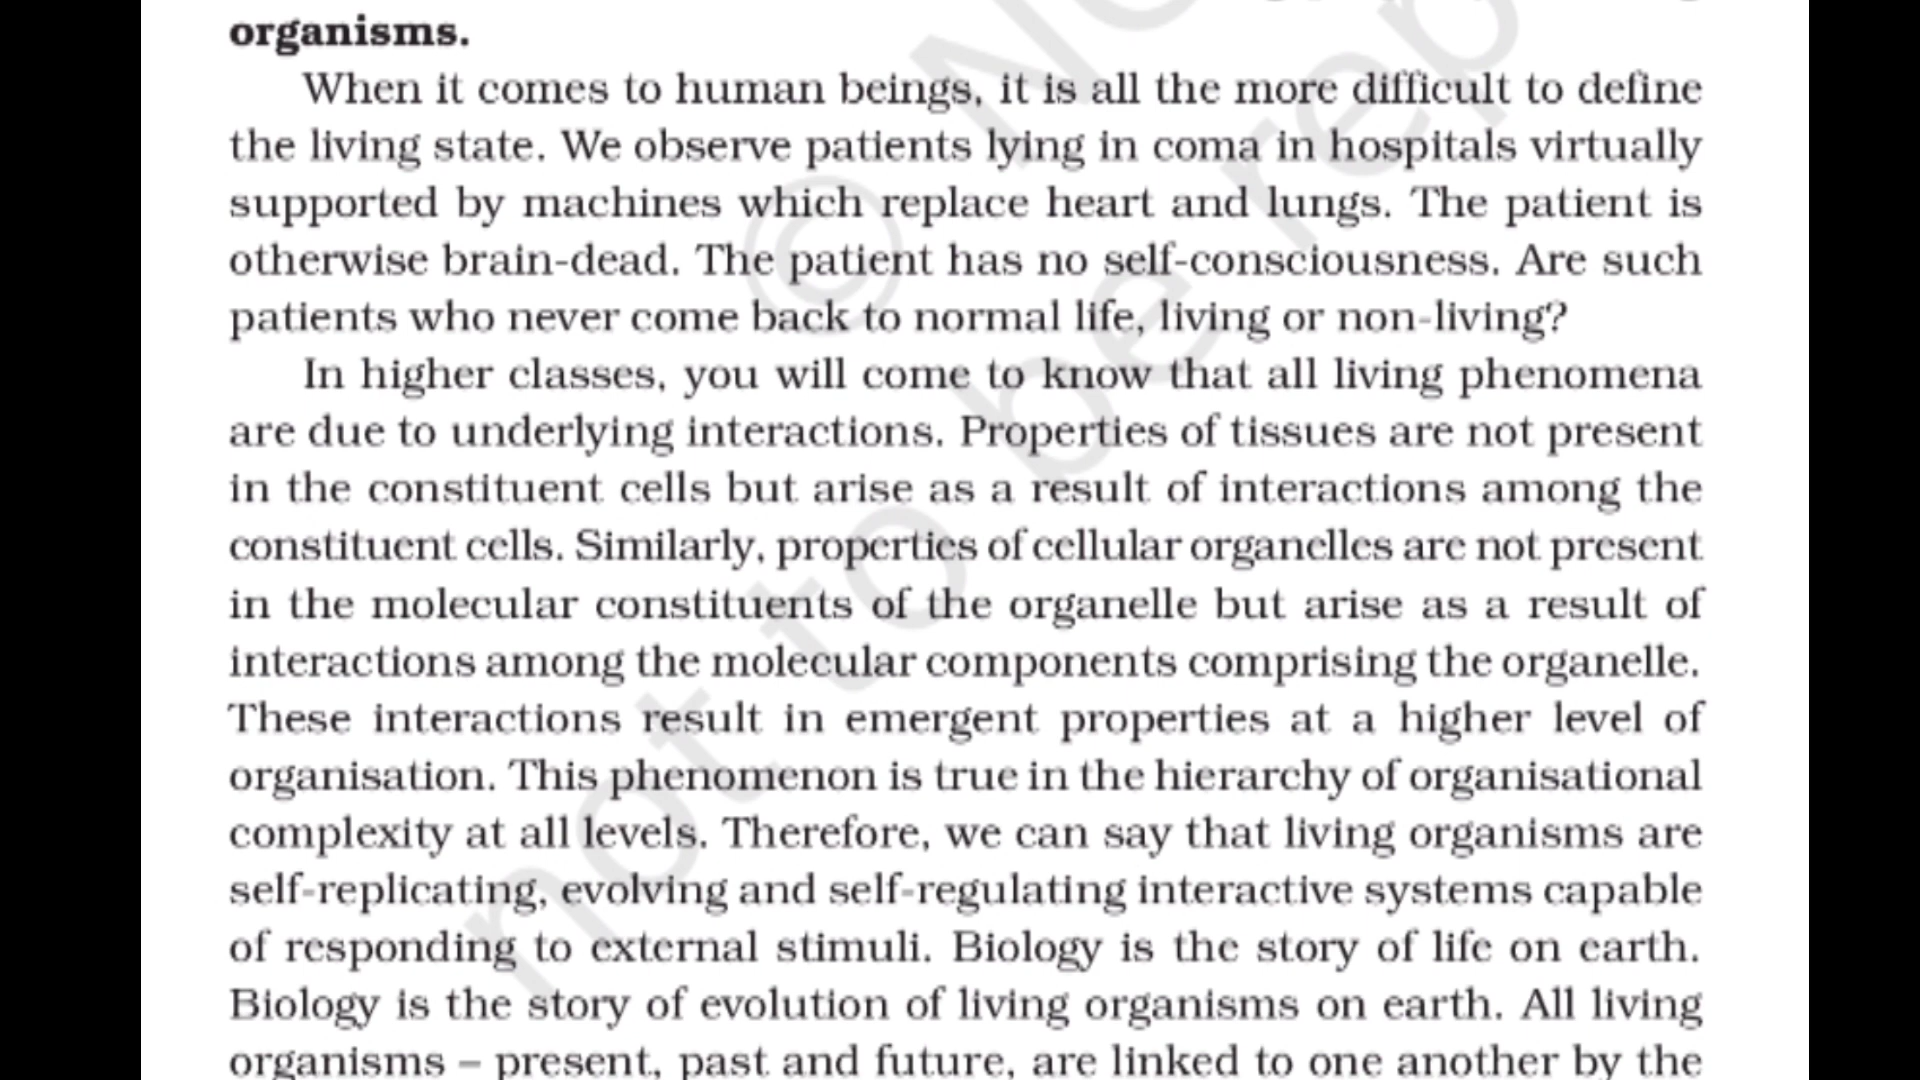 organisms.
When it comes to human beings, it is all the more difficult to define
the living state. We observe patients lying in coma in hospitals virtually
supported by machines which replace heart and lungs. The patient is
otherwise brain-dead. The patient has no self-consciousness. Are such
patients who never come back to normal life, living or non-living?
In higher classes, you will come to know that all living phenomena
are due to underlying interactions. Properties of tissues are not present
in the constituent cells but arise as a result of interactions among the
constituent cells. Similarly, properties of cellular organelles are not present
in the molecular constituents of the organelle but arise as a result of
interactions among the molecular components comprising the organelle.
These interactions result in emergent properties at a higher level of
organisation. This phenomenon is true in the hierarchy of organisational
complexity at all levels. Therefore, we can say that living organisms are
self-replicating, evolving and self-regulating interactive systems capable
of responding to external stimuli. Biology is the story of life on earth.
Biology is the story of evolution of living organisms on earth. All living
organisms – present, past and future, are linked to one another by the
© N
not to be rep